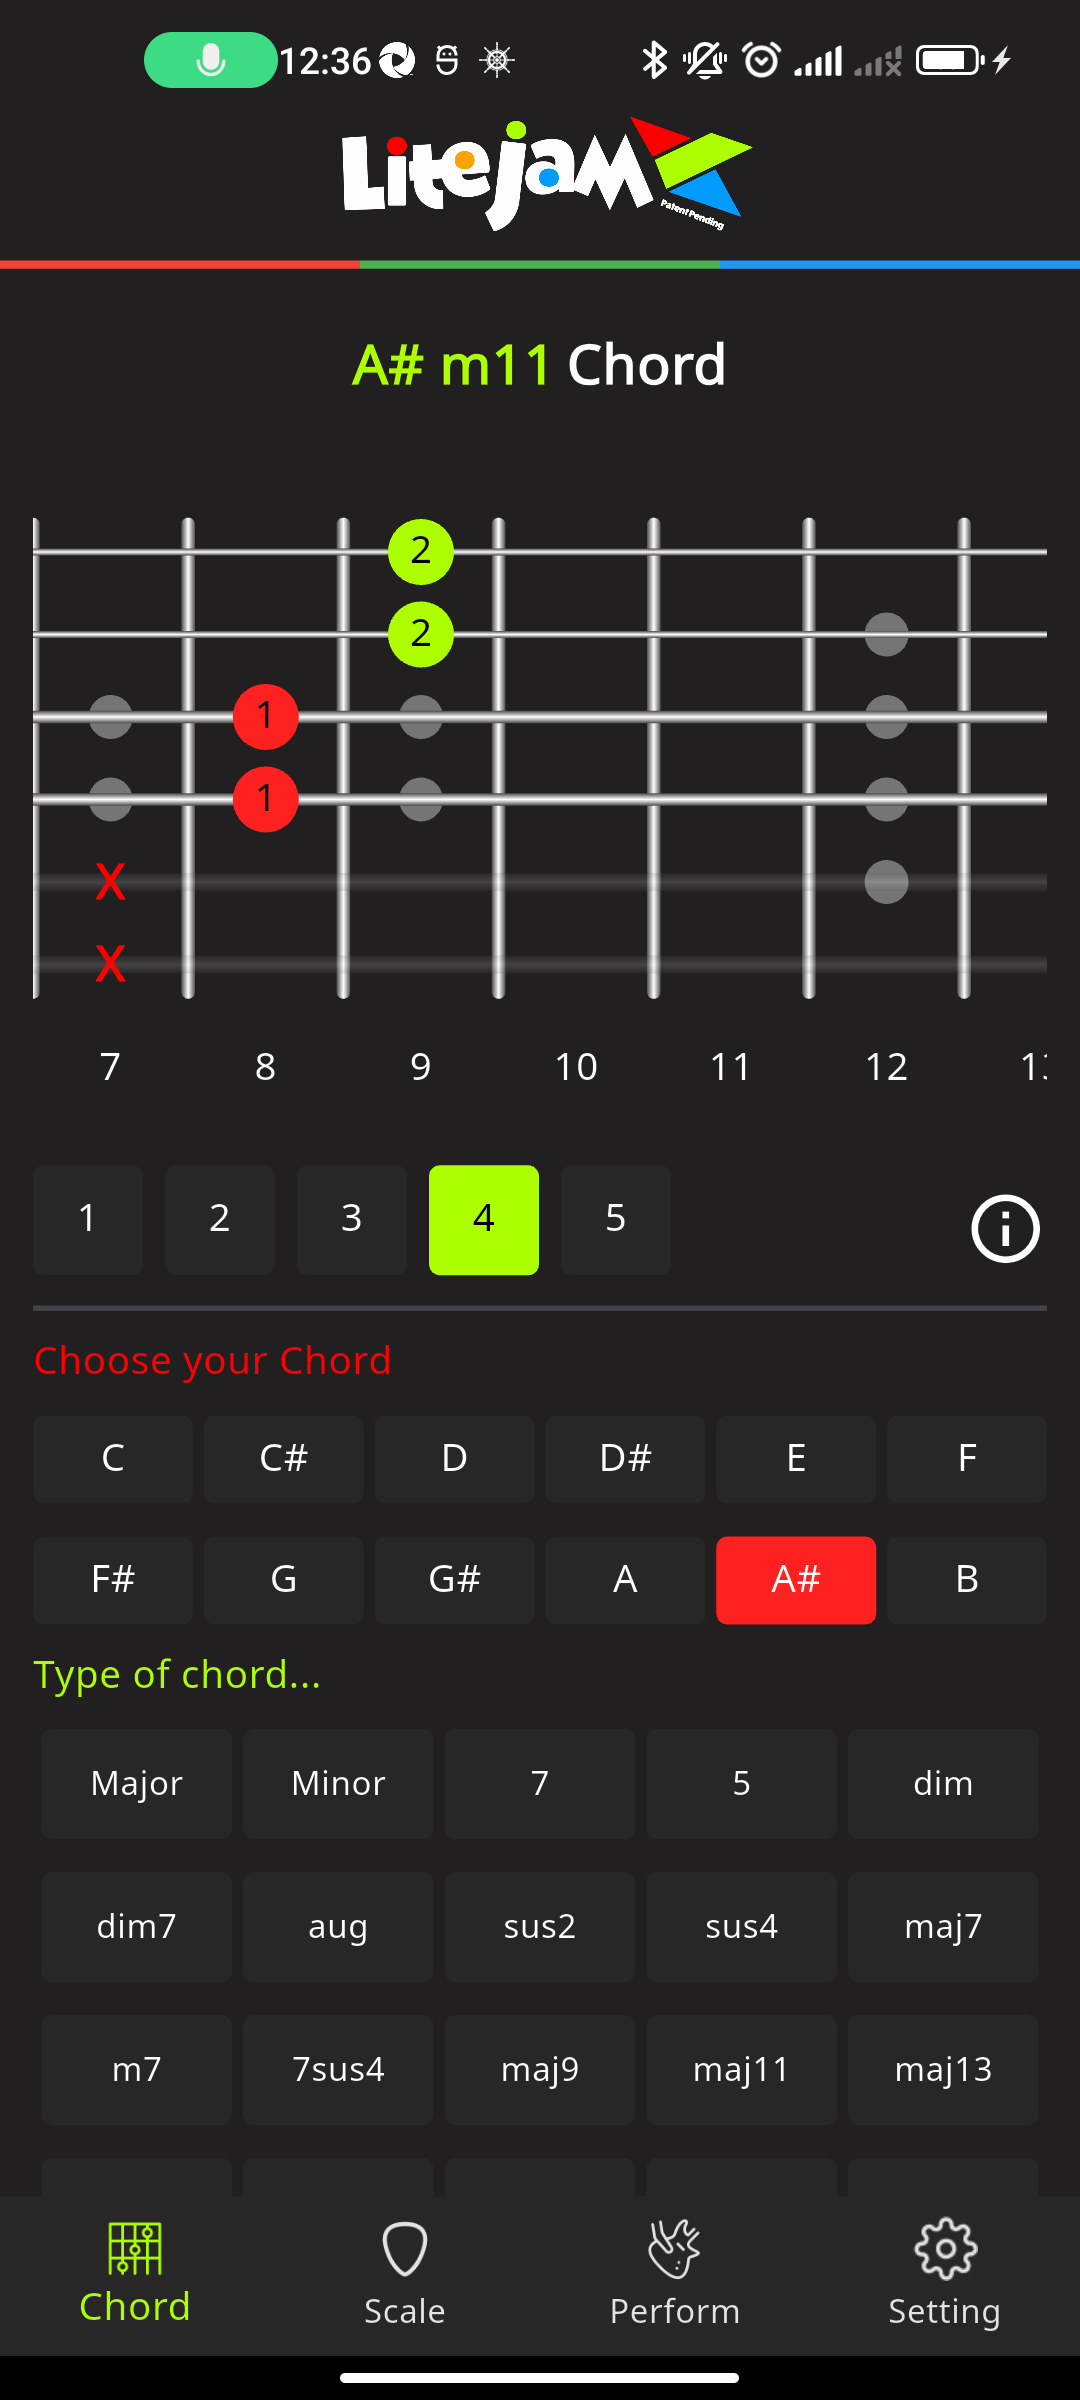 12:36
Litejam
Patent Pending
A# m11 Chord
2
2
1
1
X
X
7 8 9 10 11 12
1 2 3 4 5
Choose your Chord
C C# D D# E F
F# G G# A A# B
Type of chord...
Major Minor 7 5 dim
dim7 aug sus2 sus4 maj7
m7 7sus4 maj9 maj11 maj13
Chord Scale Perform Setting